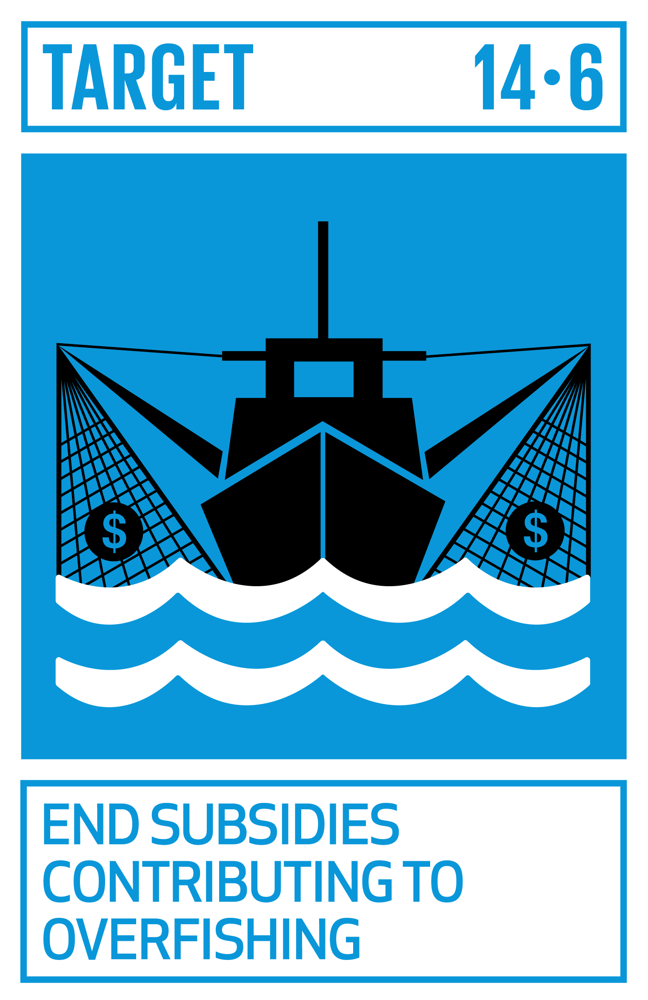 TARGET 14·6
$ $
END SUBSIDIES
CONTRIBUTING TO
OVERFISHING